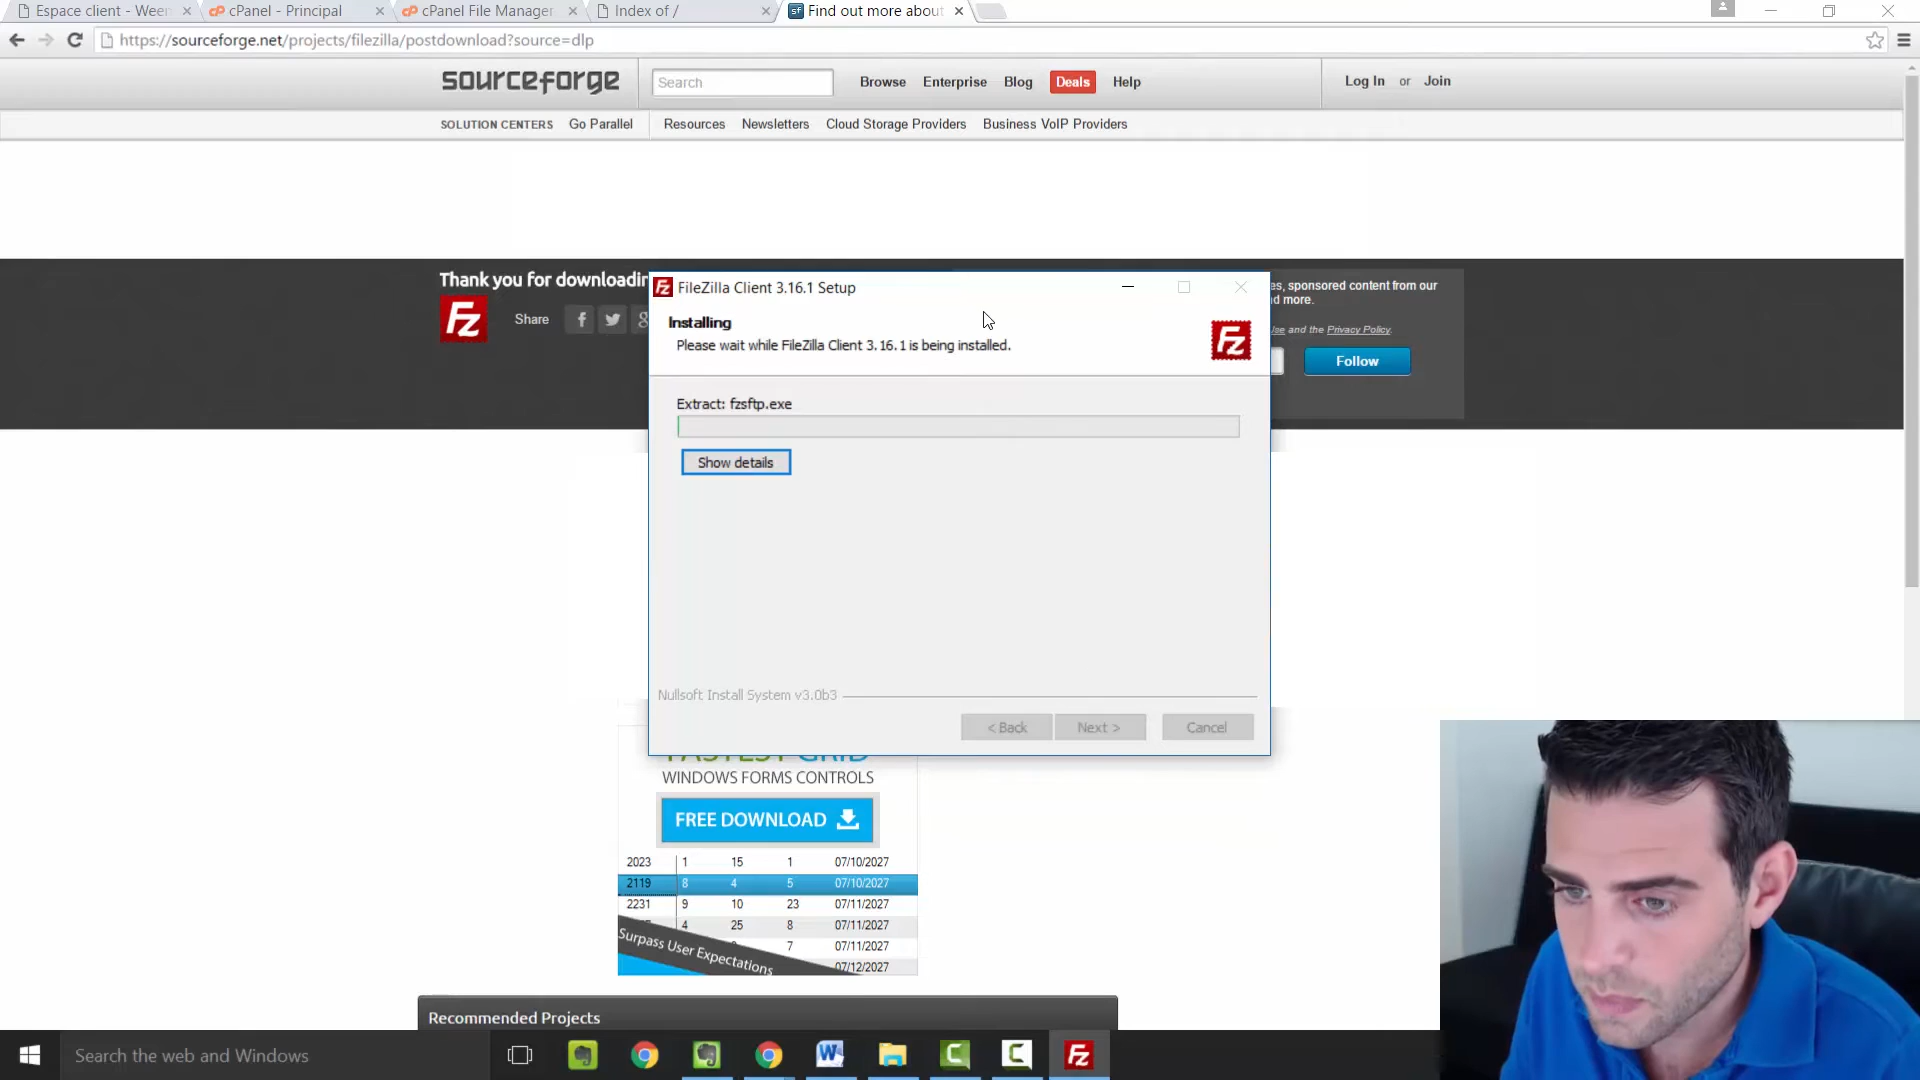 Espace client - Ween
cPanel - Principal
cPanel File Manager
Index of /
Find out more about
https://sourceforge.net/projects/filezilla/postdownload?source=dlp
sourceforge
Search
Browse
Enterprise
Blog
Deals
Help
Log In or Join
SOLUTION CENTERS
Go Parallel
Resources
Newsletters
Cloud Storage Providers
Business VoIP Providers
Thank you for downloadin
Share
es, sponsored content from our
d more.
Use and the Privacy Policy.
Follow
FileZilla Client 3.16.1 Setup
Installing
Please wait while FileZilla Client 3.16.1 is being installed.
Extract: fzsftp.exe
Show details
Nullsoft Install System v3.0b3
< Back
Next >
Cancel
FASTEST GRID
WINDOWS FORMS CONTROLS
FREE DOWNLOAD
2023 1 15 1 07/10/2027
2119 8 4 5 07/10/2027
2231 9 10 23 07/11/2027
4 25 8 07/11/2027
7 07/11/2027
07/12/2027
Surpass User Expectations
Recommended Projects
Search the web and Windows